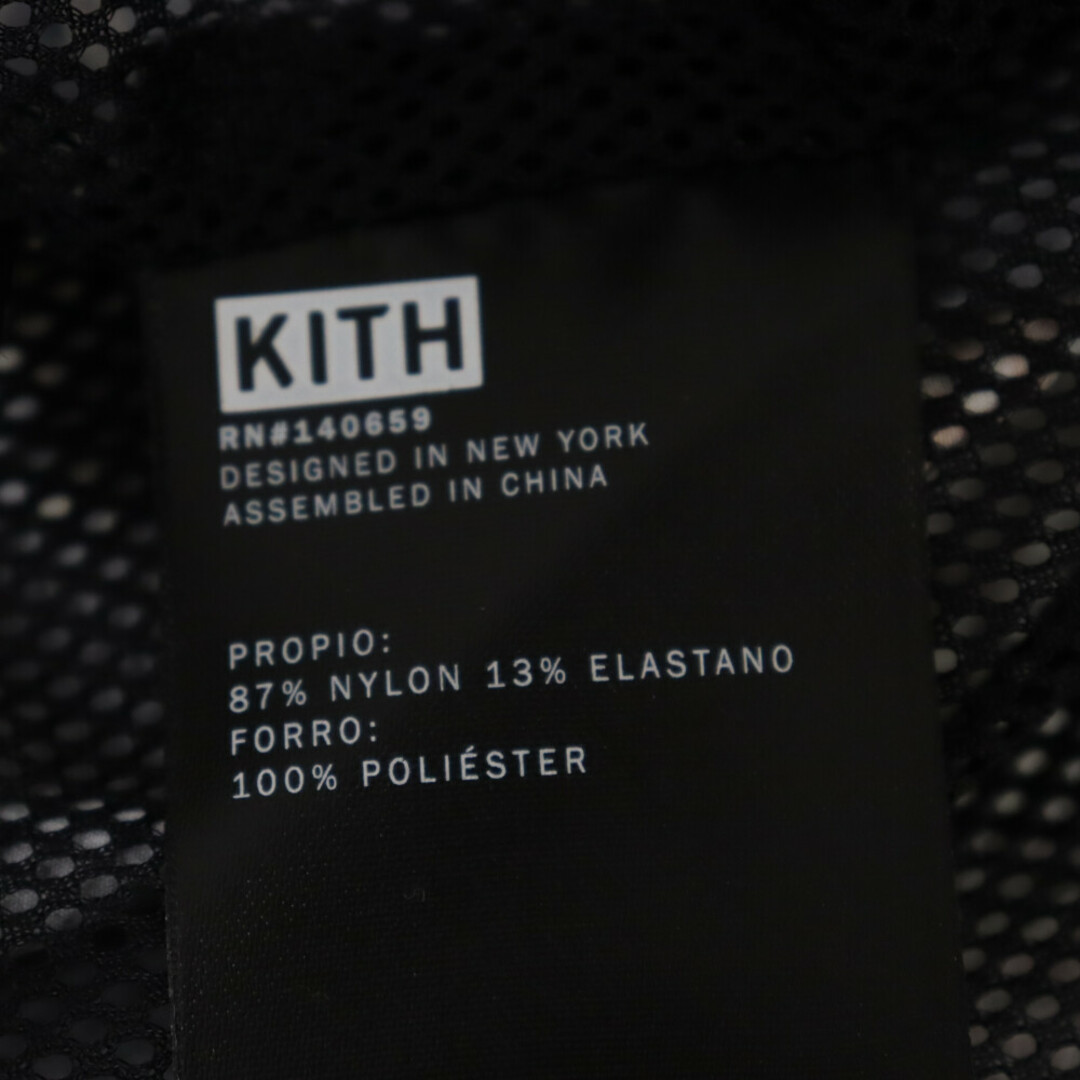 KITH
RN#140659
DESIGNED IN NEW YORK
ASSEMBLED IN CHINA
PROPIO:
87% NYLON 13% ELASTANO
FORRO:
100% POLIÉSTER